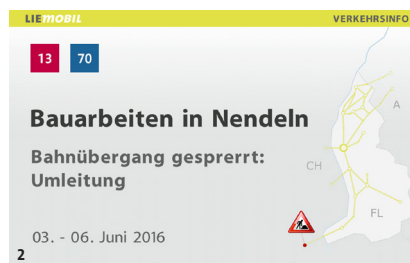 LIEMOBIL
VERKEHRSINFO
13 70
Bauarbeiten in Nendeln
A
Bahnübergang gesprerrt:
CH
Umleitung
FL
03. - 06. Juni 2016
2